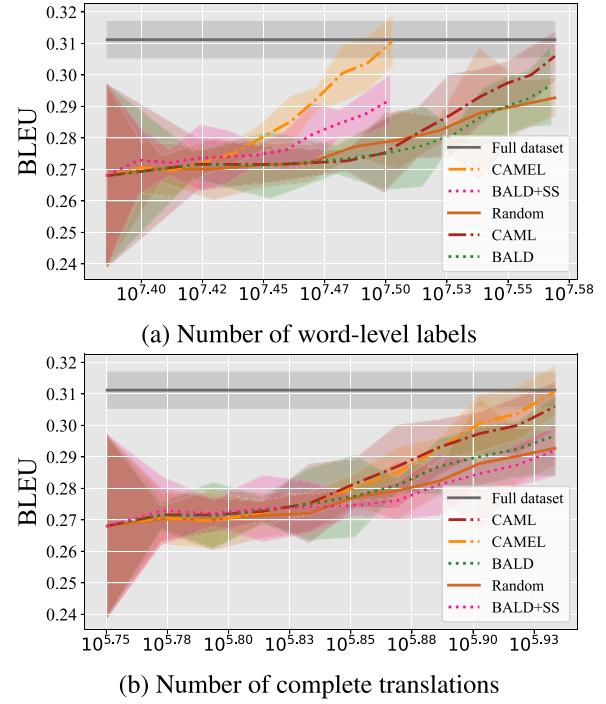 0.32
0.31
0.30
0.29
0.28
0.27
0.26
0.25
0.24
BLEU
Full dataset
CAMEL
BALD+SS
Random
CAML
BALD
10^7.40 10^7.42 10^7.45 10^7.47 10^7.50 10^7.53 10^7.55 10^7.58
(a) Number of word-level labels
0.32
0.31
0.30
0.29
0.28
0.27
0.26
0.25
0.24
BLEU
Full dataset
CAML
CAMEL
BALD
Random
BALD+SS
10^5.75 10^5.78 10^5.80 10^5.83 10^5.85 10^5.88 10^5.90 10^5.93
(b) Number of complete translations